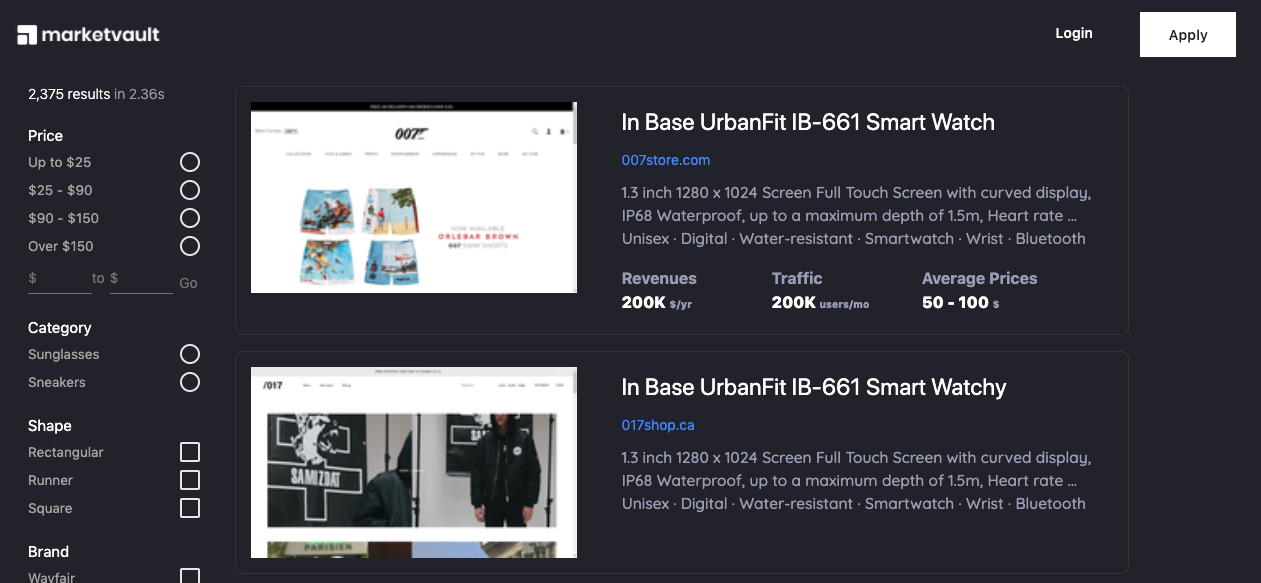 marketvault
Login
Apply
2,375 results in 2.36s
Price
Up to $25
$25 - $90
$90 - $150
Over $150
$ to $ Go
Category
Sunglasses
Sneakers
Shape
Rectangular
Runner
Square
Brand
Wayfair
007
NOW AVAILABLE
ORLEBAR BROWN
007 SWIM SHORTS
In Base UrbanFit IB-661 Smart Watch
007store.com
1.3 inch 1280 x 1024 Screen Full Touch Screen with curved display,
IP68 Waterproof, up to a maximum depth of 1.5m, Heart rate ...
Unisex · Digital · Water-resistant · Smartwatch · Wrist · Bluetooth
Revenues Traffic Average Prices
200K $/yr 200K users/mo 50 - 100 $
/017
SAMIZDAT
PARISIEN
In Base UrbanFit IB-661 Smart Watchy
017shop.ca
1.3 inch 1280 x 1024 Screen Full Touch Screen with curved display,
IP68 Waterproof, up to a maximum depth of 1.5m, Heart rate ...
Unisex · Digital · Water-resistant · Smartwatch · Wrist · Bluetooth